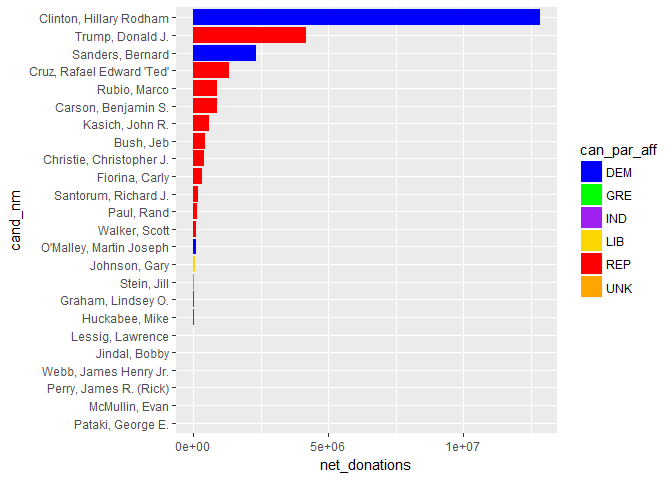 Clinton, Hillary Rodham
Trump, Donald J.
Sanders, Bernard
Cruz, Rafael Edward 'Ted'
Rubio, Marco
Carson, Benjamin S.
Kasich, John R.
Bush, Jeb
Christie, Christopher J.
Fiorina, Carly
Santorum, Richard J.
Paul, Rand
Walker, Scott
O'Malley, Martin Joseph
Johnson, Gary
Stein, Jill
Graham, Lindsey O.
Huckabee, Mike
Lessig, Lawrence
Jindal, Bobby
Webb, James Henry Jr.
Perry, James R. (Rick)
McMullin, Evan
Pataki, George E.
cand_nm
0e+00 5e+06 1e+07
net_donations
can_par_aff
DEM
GRE
IND
LIB
REP
UNK